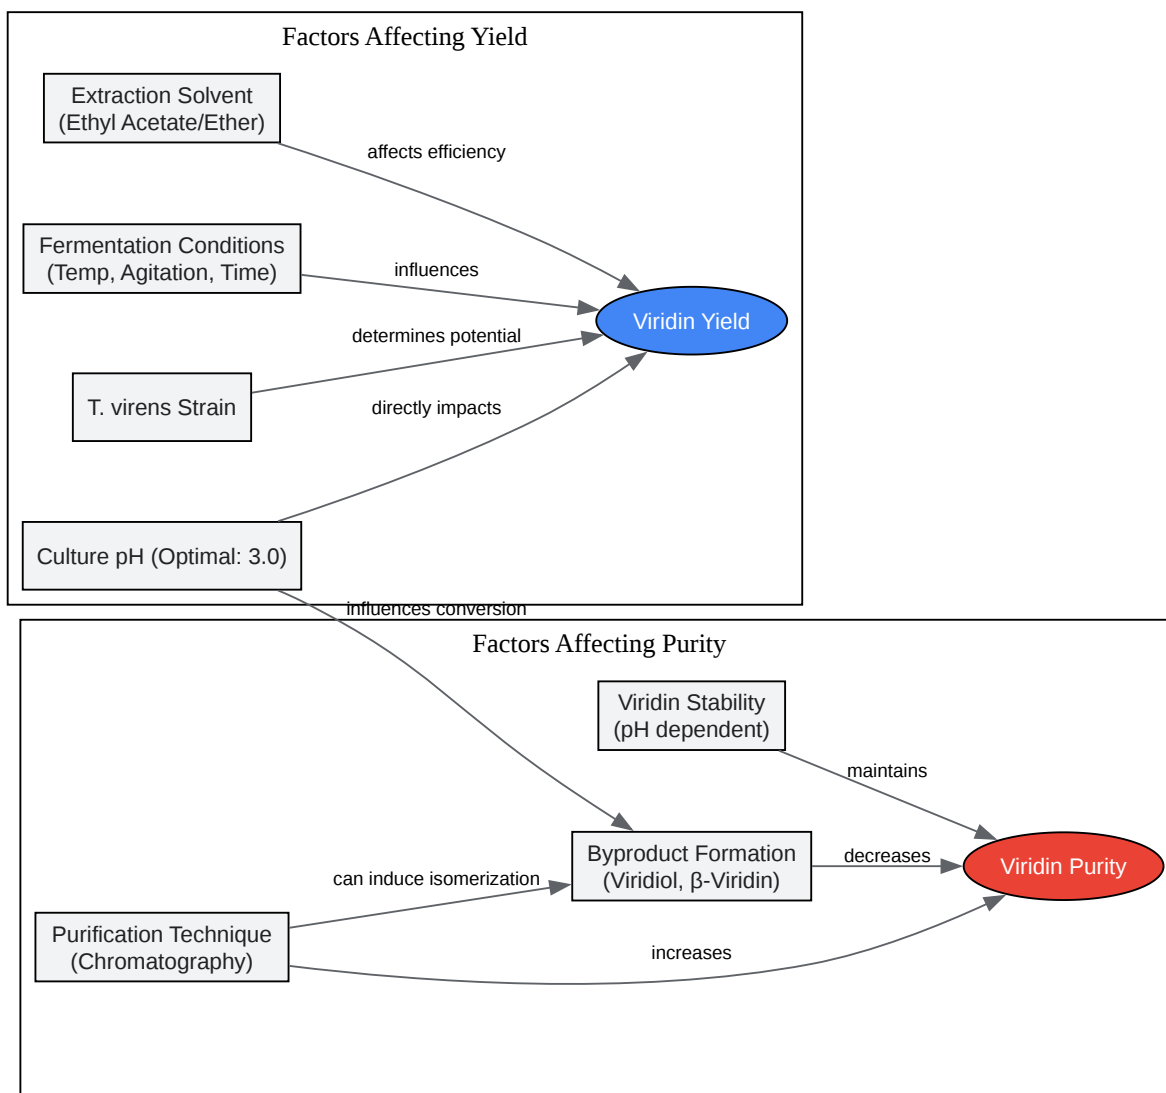 Factors Affecting Yield
Extraction Solvent
(Ethyl Acetate/Ether)
affects efficiency
Fermentation Conditions
(Temp, Agitation, Time)
influences
Viridin Yield
determines potential
T. virens Strain
directly impacts
Culture pH (Optimal: 3.0)
influences conversion
Factors Affecting Purity
Viridin Stability
(pH dependent)
maintains
Byproduct Formation
(Viridiol, β-Viridin)
decreases
Viridin Purity
can induce isomerization
Purification Technique
(Chromatography)
increases